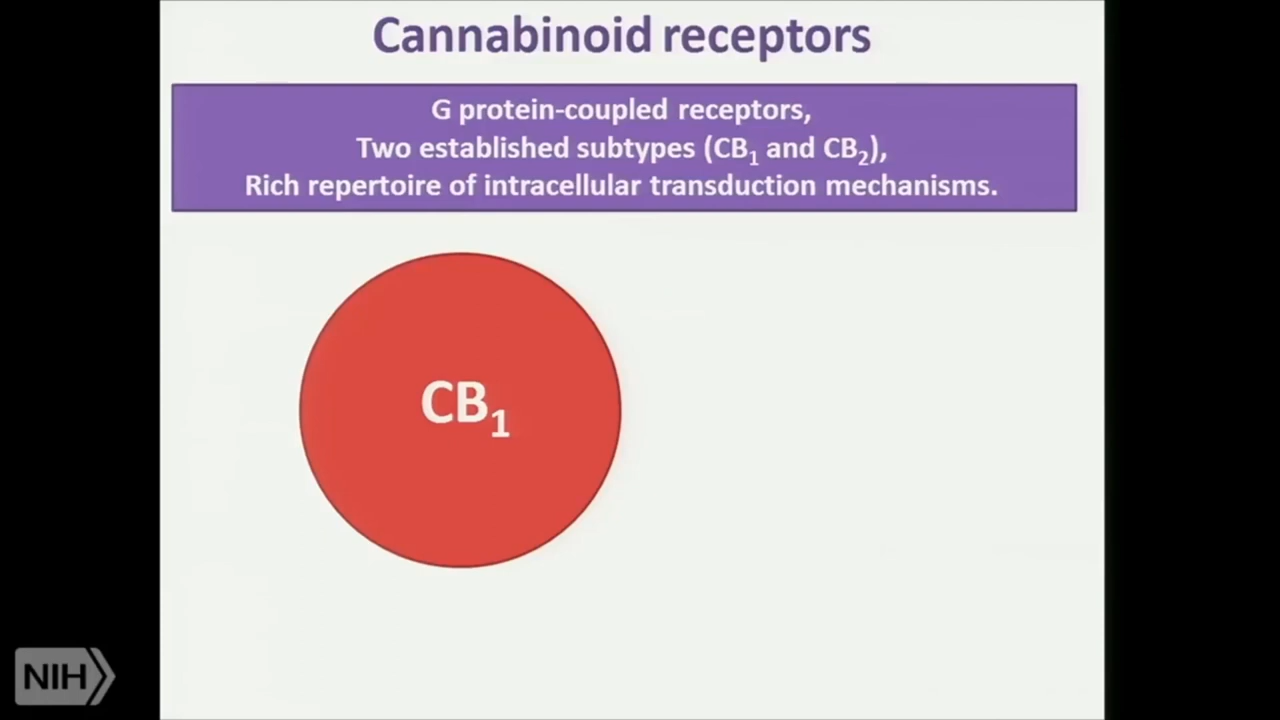 Cannabinoid receptors
G protein-coupled receptors,
Two established subtypes (CB₁ and CB₂),
Rich repertoire of intracellular transduction mechanisms.
CB₁
NIH